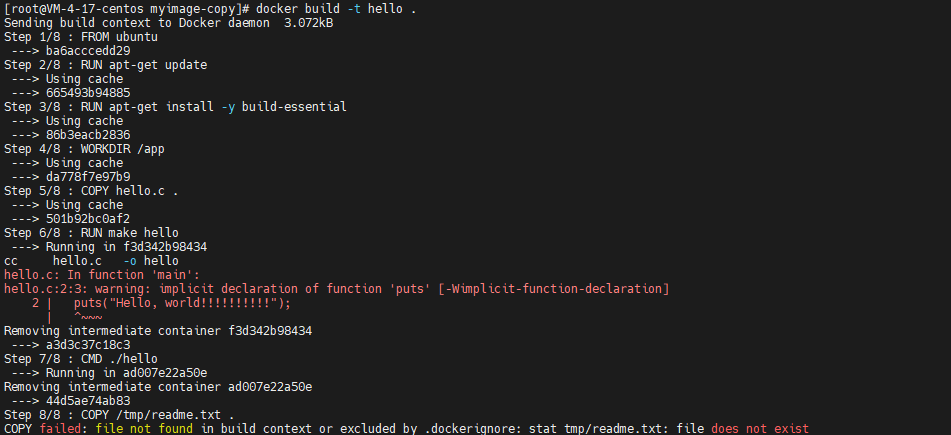 [root@VM-4-17-centos myimage-copy]# docker build -t hello .
Sending build context to Docker daemon  3.072kB
Step 1/8 : FROM ubuntu
 ---> ba6acccedd29
Step 2/8 : RUN apt-get update
 ---> Using cache
 ---> 665493b94885
Step 3/8 : RUN apt-get install -y build-essential
 ---> Using cache
 ---> 86b3eacb2836
Step 4/8 : WORKDIR /app
 ---> Using cache
 ---> da778f7e97b9
Step 5/8 : COPY hello.c .
 ---> Using cache
 ---> 501b92bc0af2
Step 6/8 : RUN make hello
 ---> Running in f3d342b98434
cc     hello.c   -o hello
hello.c: In function 'main':
hello.c:2:3: warning: implicit declaration of function 'puts' [-Wimplicit-function-declaration]
    2 |   puts("Hello, world!!!!!!!!!!");
      |   ^~~~
Removing intermediate container f3d342b98434
 ---> a3d3c37c18c3
Step 7/8 : CMD ./hello
 ---> Running in ad007e22a50e
Removing intermediate container ad007e22a50e
 ---> 44d5ae74ab83
Step 8/8 : COPY /tmp/readme.txt .
COPY failed: file not found in build context or excluded by .dockerignore: stat tmp/readme.txt: file does not exist